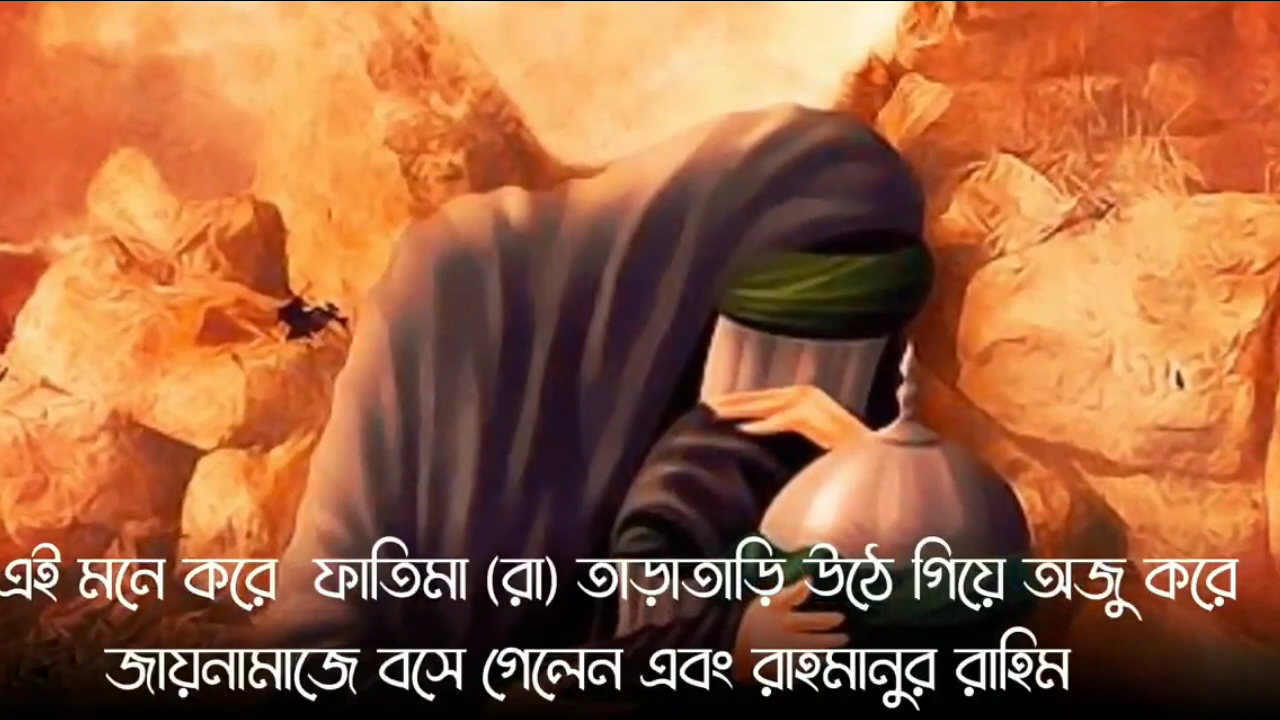 এই মনে করে ফাতিমা (রা) তাড়াতাড়ি উঠে গিয়ে অজু করে
জায়নামাজে বসে গেলেন এবং রাহমানুর রাহিম